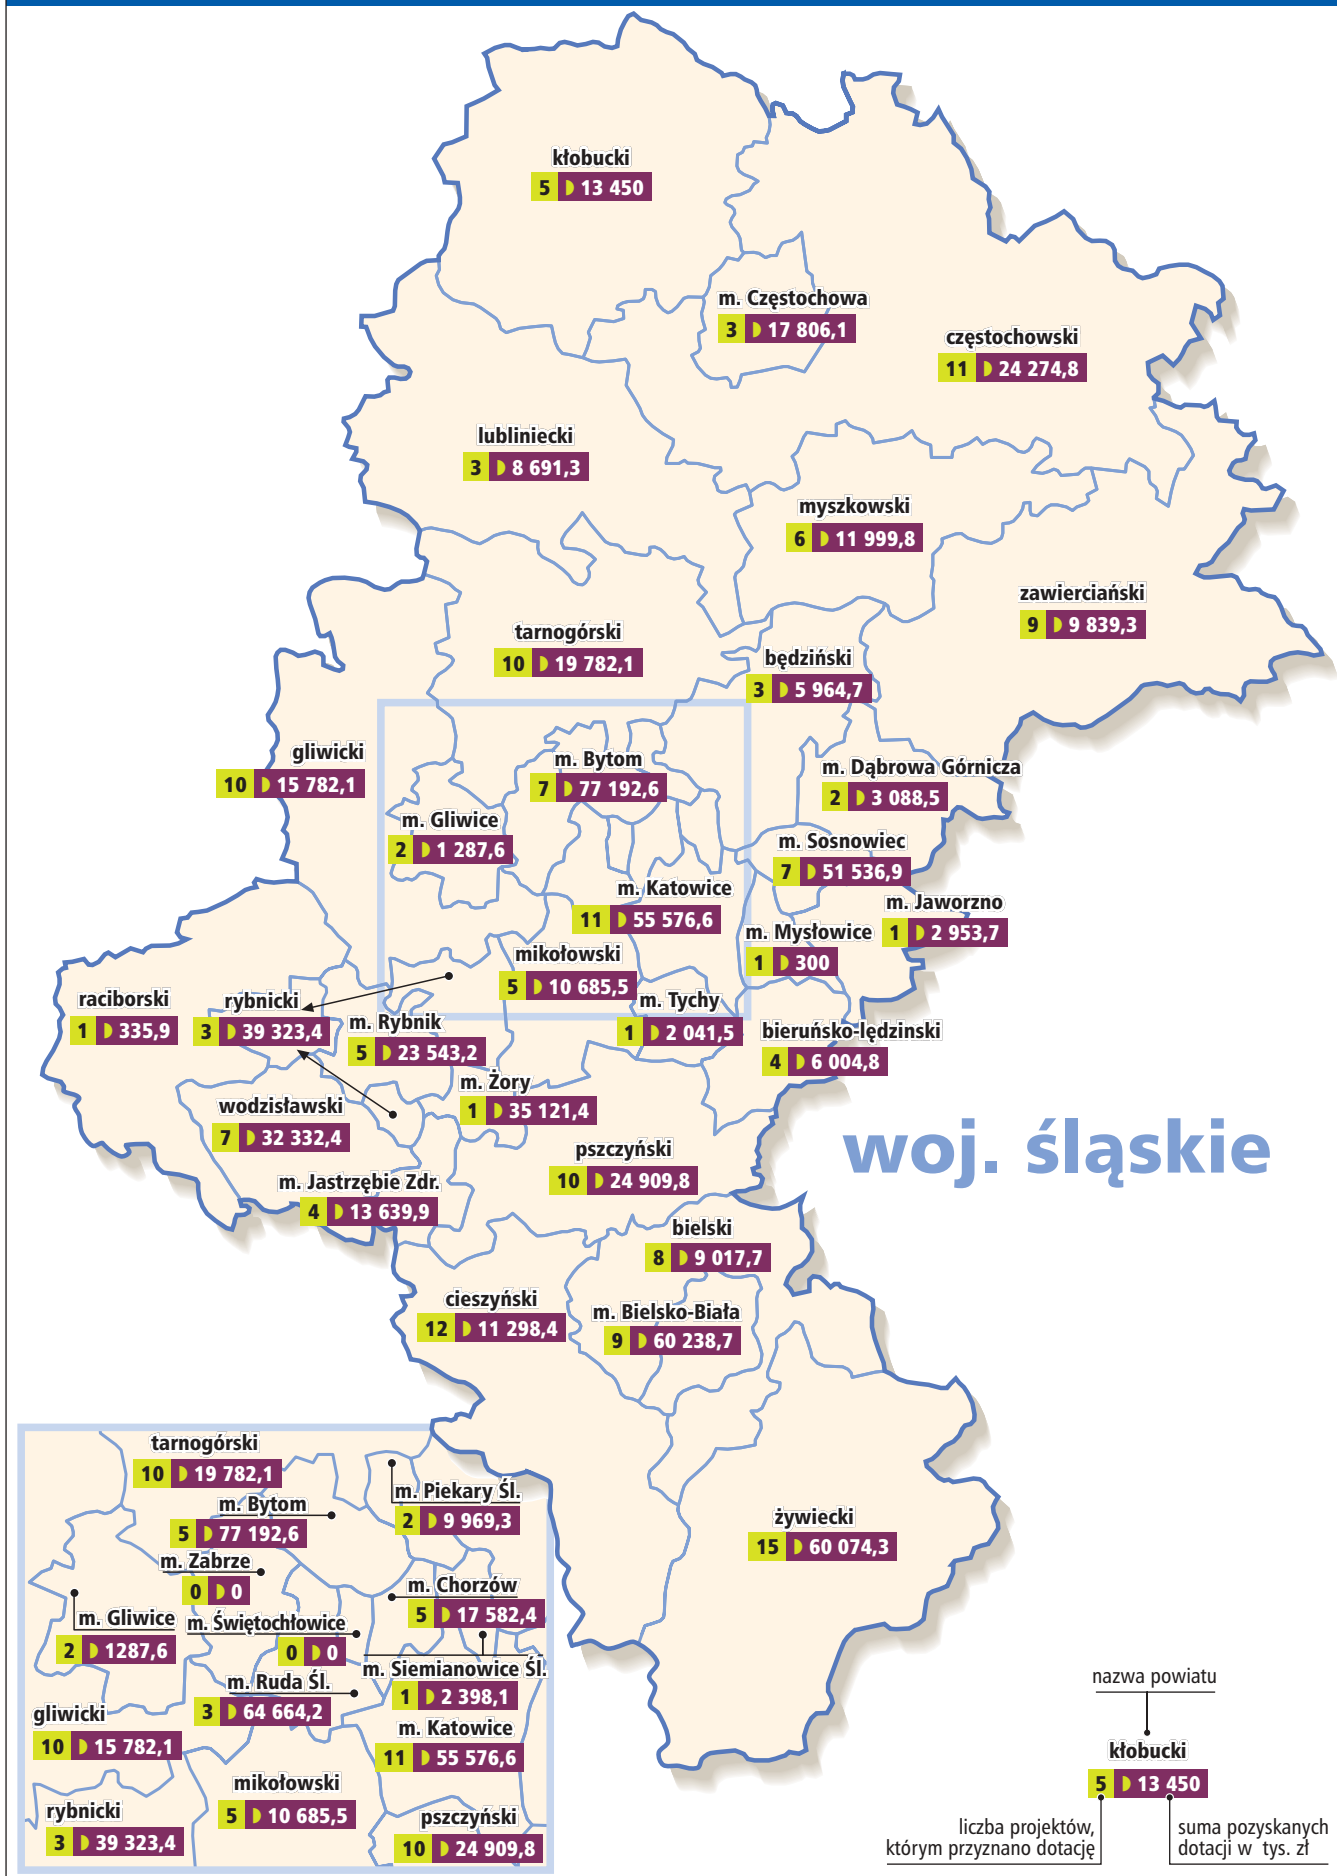 kłobucki
5 13 450
m. Częstochowa
3 17 806,1
częstochowski
11 24 274,8
lubliniecki
3 8 691,3
myszkowski
6 11 999,8
zawierciański
9 9 839,3
tarnogórski
10 19 782,1
będziński
3 5 964,7
gliwicki
10 15 782,1
m. Bytom
7 77 192,6
m. Dąbrowa Górnicza
2 3 088,5
m. Gliwice
2 1 287,6
m. Sosnowiec
7 51 536,9
m. Katowice
11 55 576,6
m. Jaworzno
1 2 953,7
m. Mysłowice
1 300
mikołowski
5 10 685,5
raciborski
1 335,9
rybnicki
3 39 323,4
m. Tychy
1 2 041,5
m. Rybnik
5 23 543,2
bieruńsko-lędzinski
4 6 004,8
m. Żory
1 35 121,4
wodzisławski
7 32 332,4
woj. śląskie
pszczyński
10 24 909,8
m. Jastrzębie Zdr.
4 13 639,9
bielski
8 9 017,7
cieszyński
12 11 298,4
m. Bielsko-Biała
9 60 238,7
żywiecki
15 60 074,3
tarnogórski
10 19 782,1
m. Piekary Śl.
2 9 969,3
m. Bytom
5 77 192,6
m. Zabrze
0 0
m. Chorzów
5 17 582,4
m. Gliwice
2 1287,6
m. Świętochłowice
0 0
m. Siemianowice Śl.
1 2 398,1
m. Ruda Śl.
3 64 664,2
gliwicki
10 15 782,1
m. Katowice
11 55 576,6
mikołowski
5 10 685,5
rybnicki
3 39 323,4
pszczyński
10 24 909,8
nazwa powiatu
kłobucki
5 13 450
liczba projektów,
którym przyznano dotację
suma pozyskanych
dotacji w tys. zł